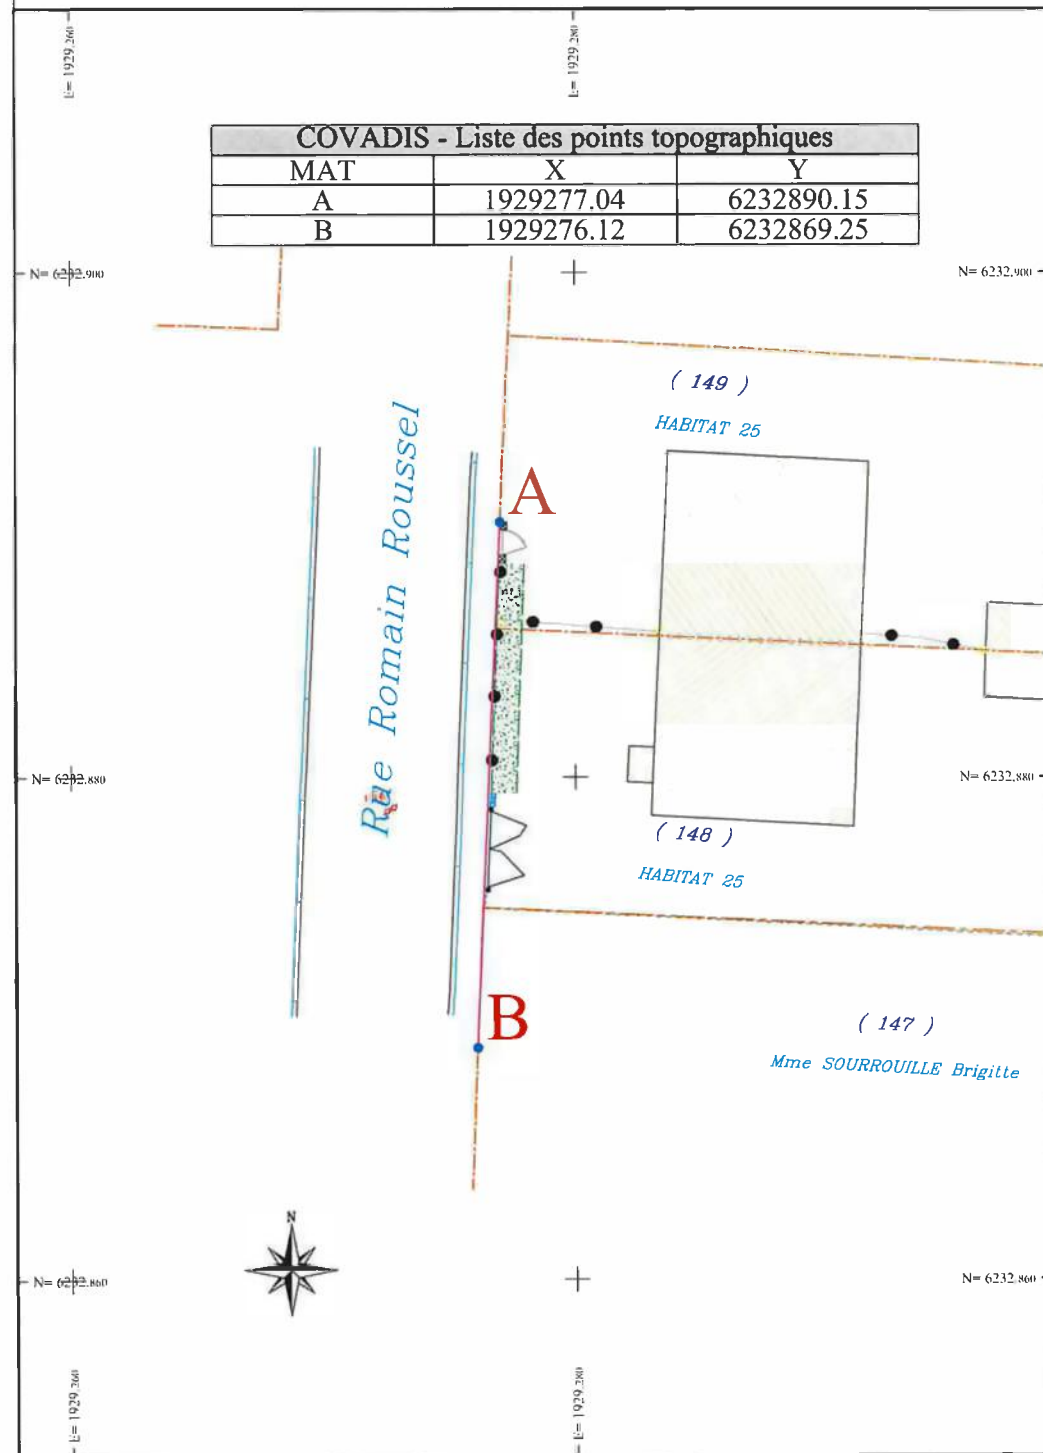 E= 1929.260
E= 1929.280
COVADIS - Liste des points topographiques
MAT X Y
A 1929277.04 6232890.15
B 1929276.12 6232869.25
N= 6232.900
N= 6232.900
( 149 )
HABITAT 25
A
Rue Romain Roussel
N= 6232.880
N= 6232.880
( 148 )
HABITAT 25
B
( 147 )
Mme SOURROUILLE Brigitte
N
N= 6232.860
N= 6232.860
E= 1929.260
E= 1929.280